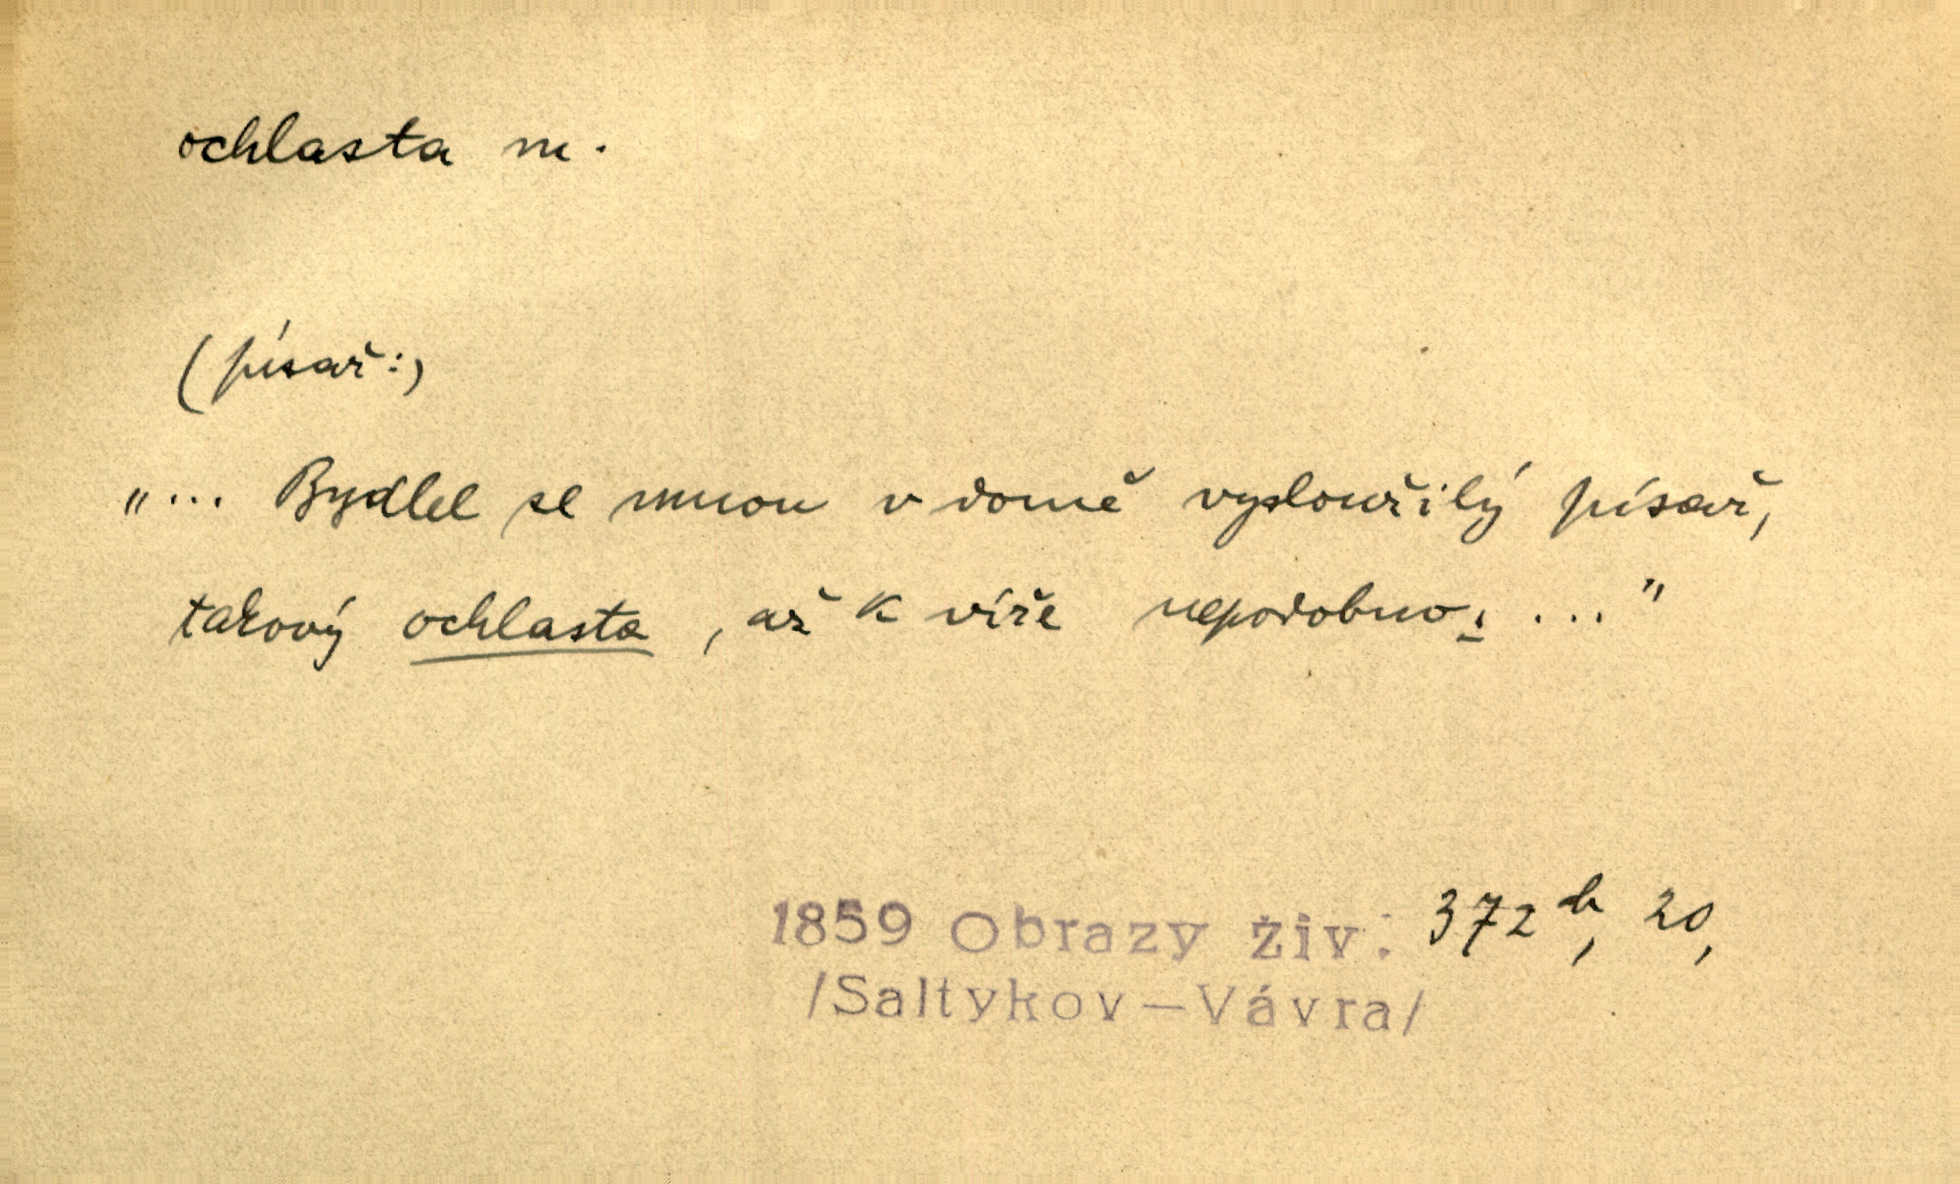 ochlasta m.
(písař:)
„... Bydlel se mnou v domě vysloužilý písař,
takový ochlasta, až k víře nepodobno; ..."
1859 Obrazy živ. 372 b, 20,
/Saltykov—Vávra/